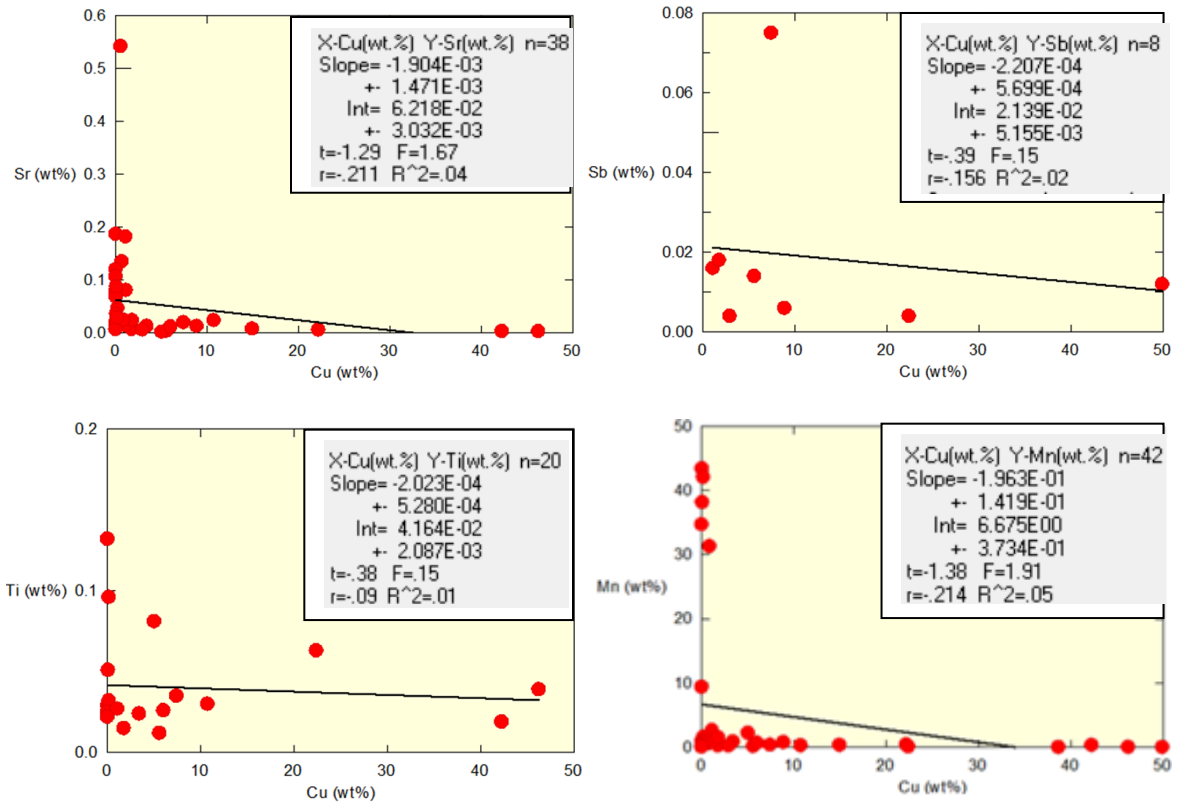 0.6
0.5
0.4
0.3
0.2
0.1
0.0
Sr (wt%)
X-Cu(wt.%) Y-Sr(wt.%) n=38
Slope= -1.904E-03
+- 1.471E-03
Int= 6.218E-02
+- 3.032E-03
t=-1.29 F=1.67
r=-.211 R^2=.04
0 10 20 30 40 50
Cu (wt%)
0.08
0.06
0.04
0.02
0.00
Sb (wt%)
X-Cu(wt.%) Y-Sb(wt.%) n=8
Slope= -2.207E-04
+- 5.699E-04
Int= 2.139E-02
+- 5.155E-03
t=-.39 F=.15
r=-.156 R^2=.02
0 10 20 30 40 50
Cu (wt%)
0.2
0.1
0.0
Ti (wt%)
X-Cu(wt.%) Y-Ti(wt.%) n=20
Slope= -2.023E-04
+- 5.280E-04
Int= 4.164E-02
+- 2.087E-03
t=-.38 F=.15
r=-.09 R^2=.01
0 10 20 30 40 50
Cu (wt%)
50
40
30
20
10
0
Mn (wt%)
X-Cu(wt.%) Y-Mn(wt.%) n=42
Slope= -1.963E-01
+- 1.419E-01
Int= 6.675E00
+- 3.734E-01
t=-1.38 F=1.91
r=-.214 R^2=.05
0 10 20 30 40 50
Cu (wt%)